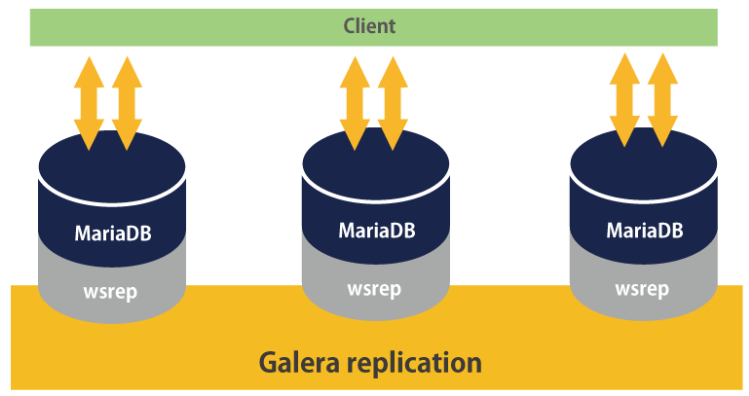 Client
MariaDB
MariaDB
MariaDB
wsrep
wsrep
wsrep
Galera replication